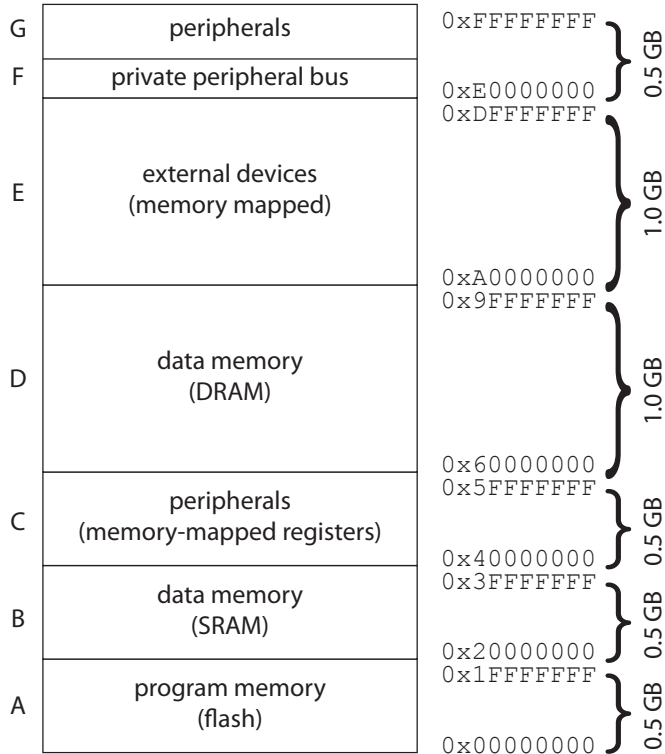 G
peripherals
0xFFFFFFFF
0.5 GB
F
private peripheral bus
0xE0000000
0xDFFFFFFF
E
external devices
(memory mapped)
1.0 GB
0xA0000000
0x9FFFFFFF
D
data memory
(DRAM)
1.0 GB
0x60000000
0x5FFFFFFF
C
peripherals
(memory-mapped registers)
0.5 GB
0x40000000
0x3FFFFFFF
B
data memory
(SRAM)
0.5 GB
0x20000000
0x1FFFFFFF
A
program memory
(flash)
0.5 GB
0x00000000